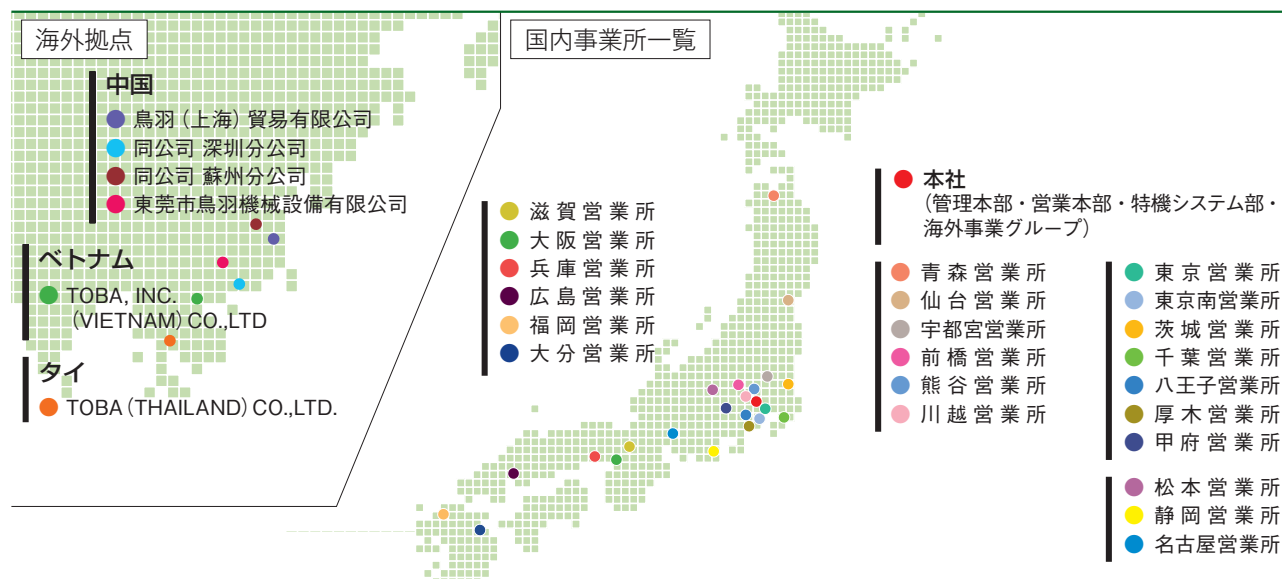 海外拠点
中国
鳥羽(上海)貿易有限公司
同公司 深圳分公司
同公司 蘇州分公司
東莞市鳥羽機械設備有限公司
ベトナム
TOBA, INC.
(VIETNAM) CO.,LTD
タイ
TOBA (THAILAND) CO.,LTD.
国内事業所一覧
滋賀営業所
大阪営業所
兵庫営業所
広島営業所
福岡営業所
大分営業所
本社
(管理本部・営業本部・特機システム部・
海外事業グループ)
青森営業所
仙台営業所
宇都宮営業所
前橋営業所
熊谷営業所
川越営業所
東京営業所
東京南営業所
茨城営業所
千葉営業所
八王子営業所
厚木営業所
甲府営業所
松本営業所
静岡営業所
名古屋営業所